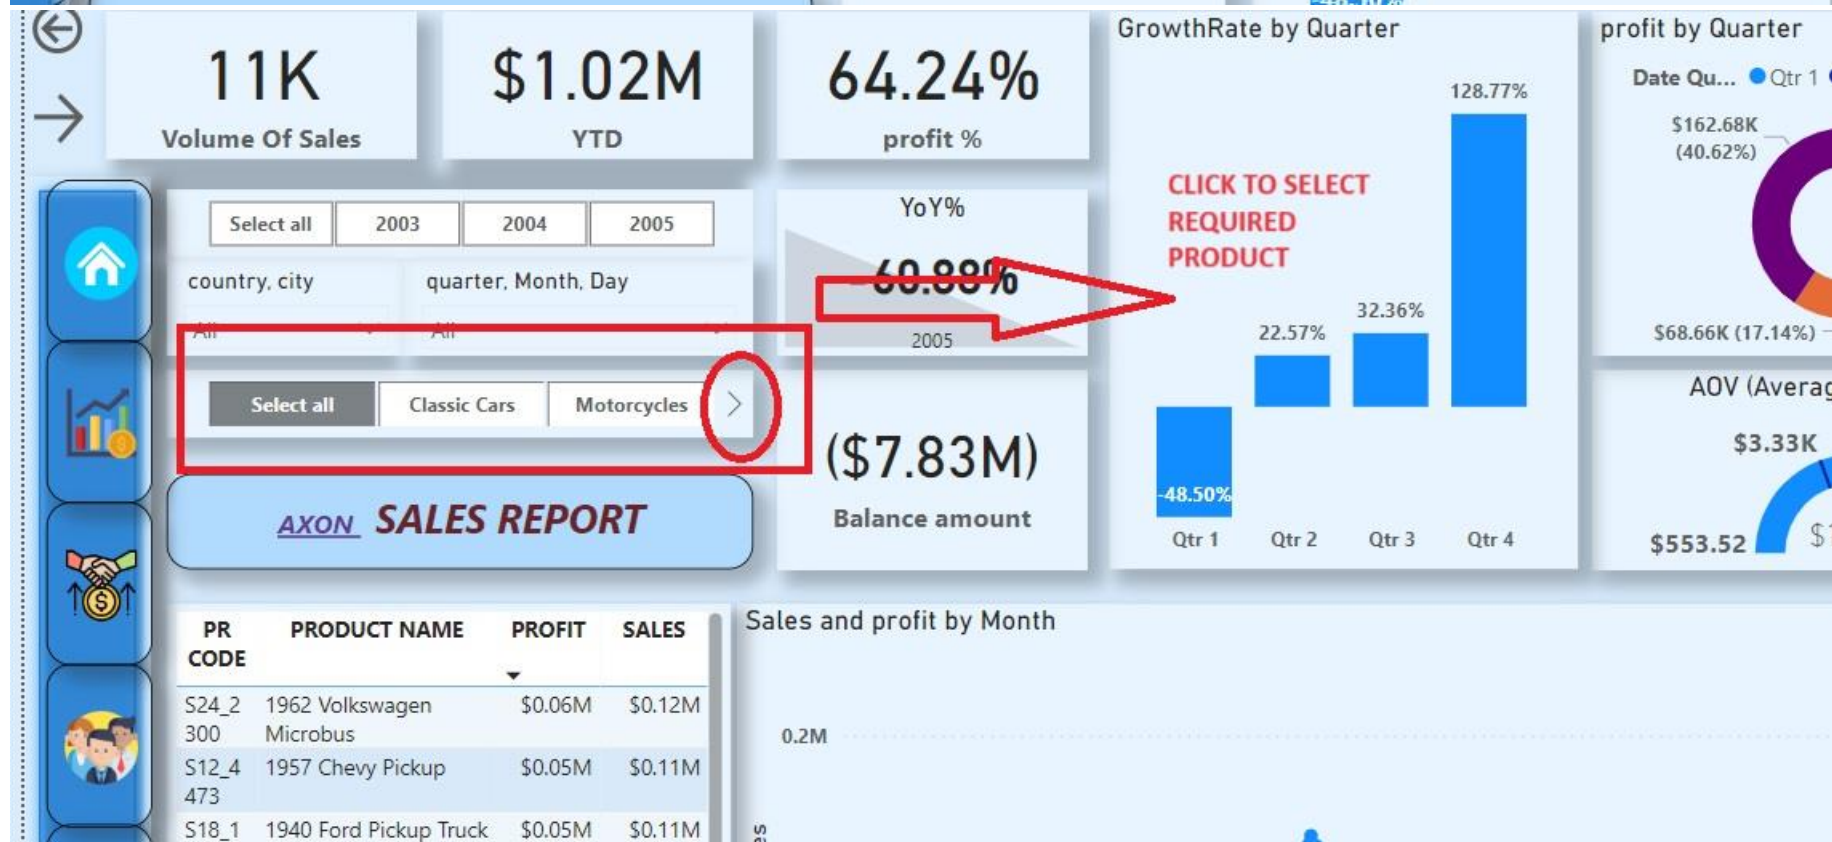 11K
Volume Of Sales
$1.02M
YTD
64.24%
profit %
GrowthRate by Quarter
128.77%
CLICK TO SELECT
REQUIRED
PRODUCT
32.36%
22.57%
-48.50%
Qtr 1 Qtr 2 Qtr 3 Qtr 4
profit by Quarter
Date Qu... Qtr 1
$162.68K
(40.62%)
$68.66K (17.14%)
Select all 2003 2004 2005
country, city quarter, Month, Day
All All
YoY%
60.88%
2005
Select all Classic Cars Motorcycles
($7.83M)
Balance amount
AOV (Averag
$3.33K
$553.52
AXON SALES REPORT
PR CODE PRODUCT NAME PROFIT SALES
S24_2300 1962 Volkswagen Microbus $0.06M $0.12M
S12_4473 1957 Chevy Pickup $0.05M $0.11M
S18_1 1940 Ford Pickup Truck $0.05M $0.11M
Sales and profit by Month
0.2M